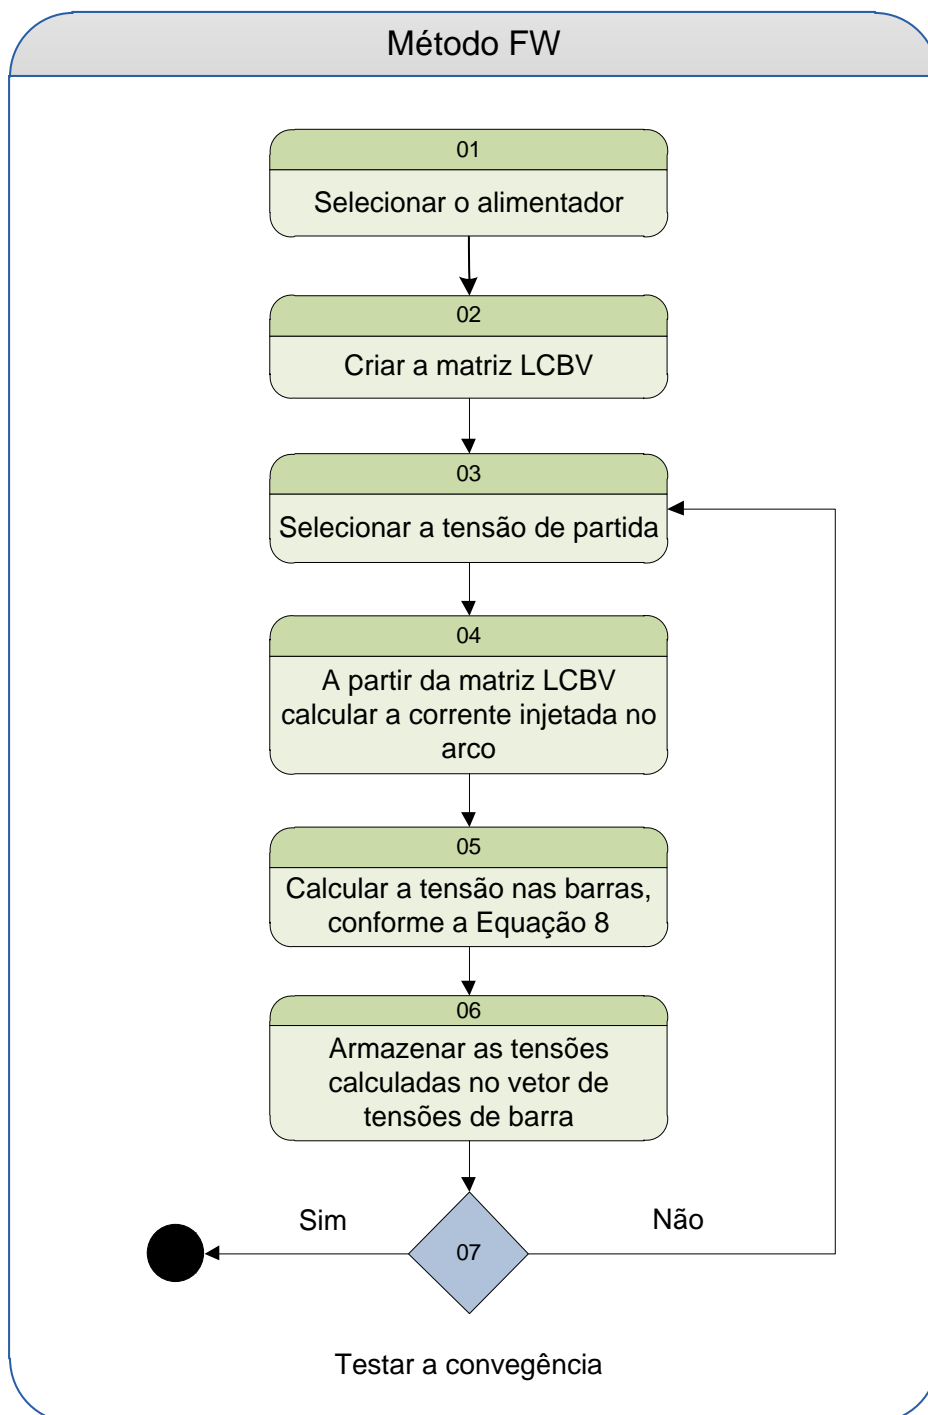 Método FW
01
Selecionar o alimentador
02
Criar a matriz LCBV
03
Selecionar a tensão de partida
04
A partir da matriz LCBV
calcular a corrente injetada no
arco
05
Calcular a tensão nas barras,
conforme a Equação 8
06
Armazenar as tensões
calculadas no vetor de
tensões de barra
Sim
Não
07
Testar a convegência